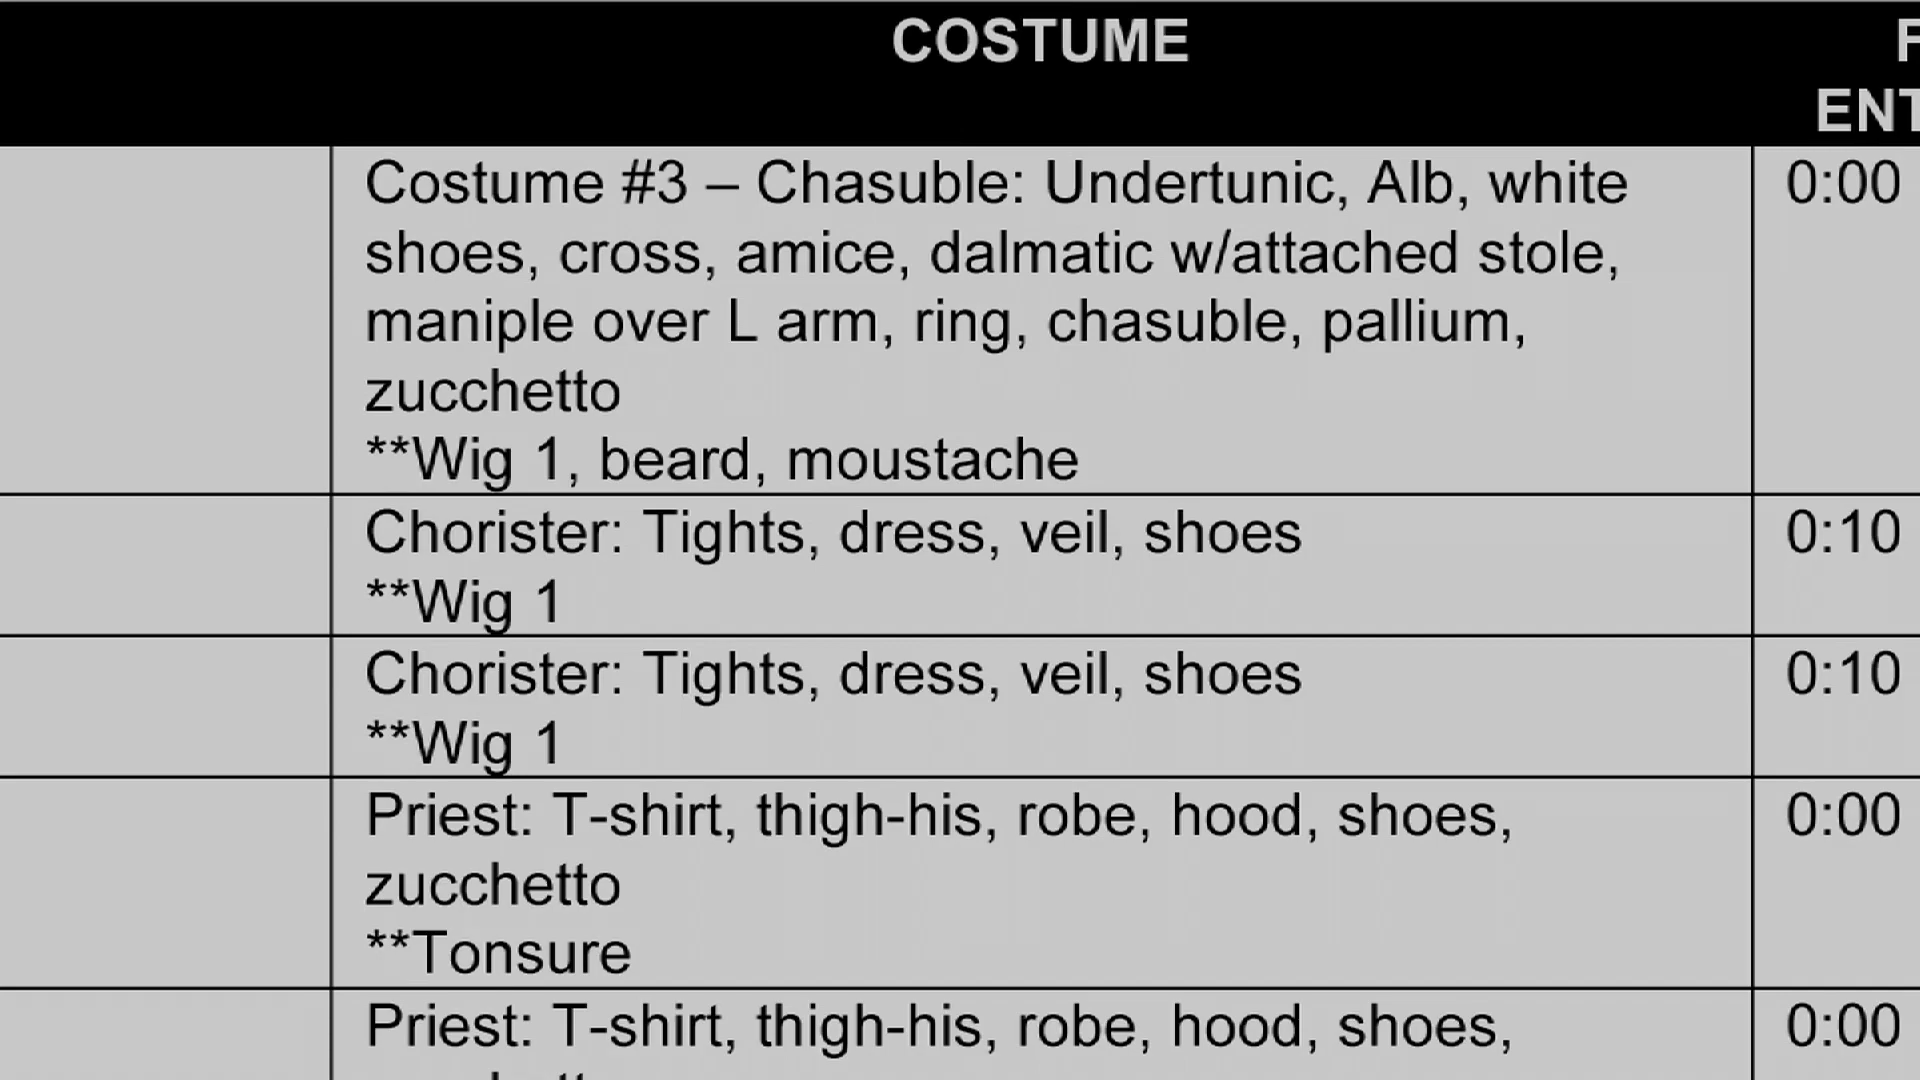 COSTUME
Costume #3 – Chasuble: Undertunic, Alb, white
shoes, cross, amice, dalmatic w/attached stole,
maniple over L arm, ring, chasuble, pallium,
zucchetto
**Wig 1, beard, moustache
0:00
Chorister: Tights, dress, veil, shoes
**Wig 1
0:10
Chorister: Tights, dress, veil, shoes
**Wig 1
0:10
Priest: T-shirt, thigh-his, robe, hood, shoes,
zucchetto
**Tonsure
0:00
Priest: T-shirt, thigh-his, robe, hood, shoes,
0:00